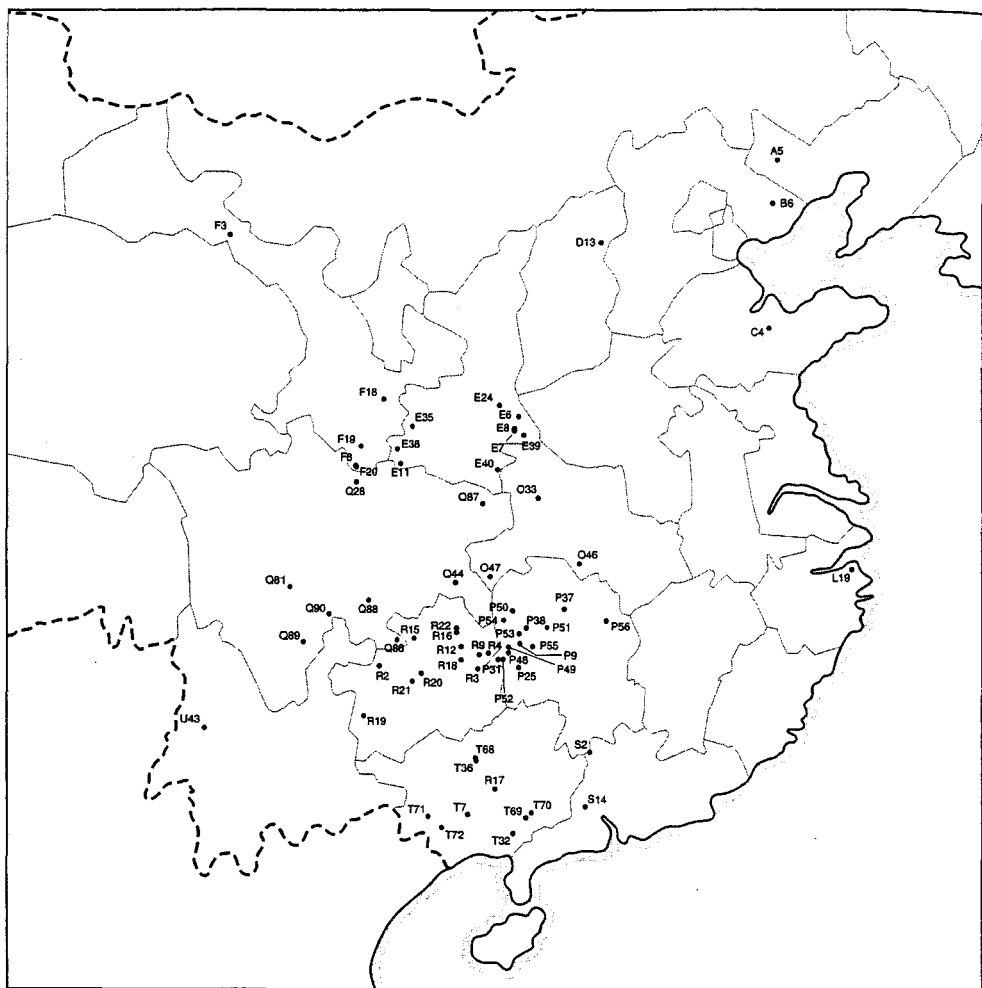 A5
B6
F3
D13
C4
F18
E24
E6
E35
E8
E39
F19
E38
E7
F8
F20
E11
E40
Q28
Q87
O33
O46
L19
O47
Q44
Q81
Q88
P37
Q90
P50
P54
P38
P51
P56
R22
R15
R16
P53
Q89
Q86
R12
R9
R4
P55
P9
R18
P48
P49
R2
R3
P31
P25
R20
R21
P52
R19
U43
S2
T68
T36
R17
S14
T71
T7
T69
T70
T72
T32